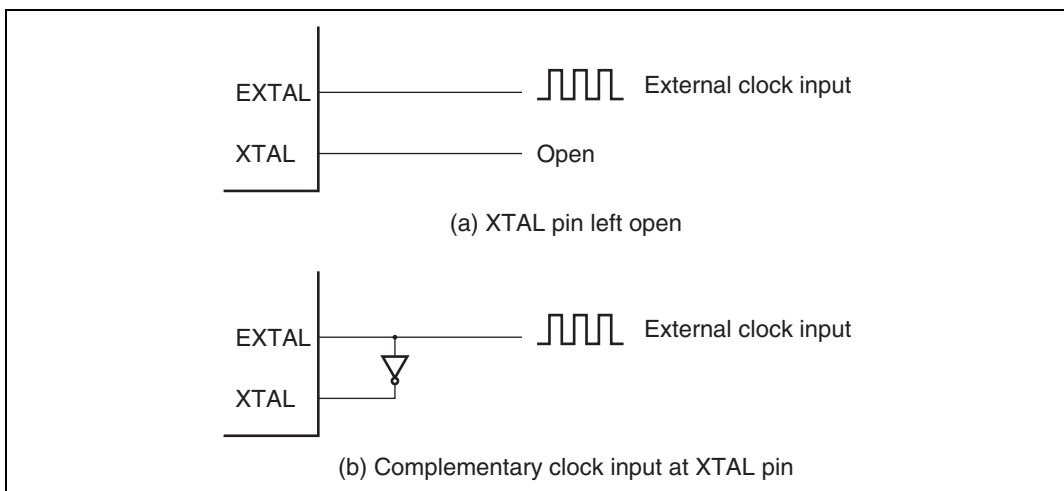 EXTAL
External clock input
XTAL
Open
(a) XTAL pin left open
EXTAL
External clock input
XTAL
(b) Complementary clock input at XTAL pin